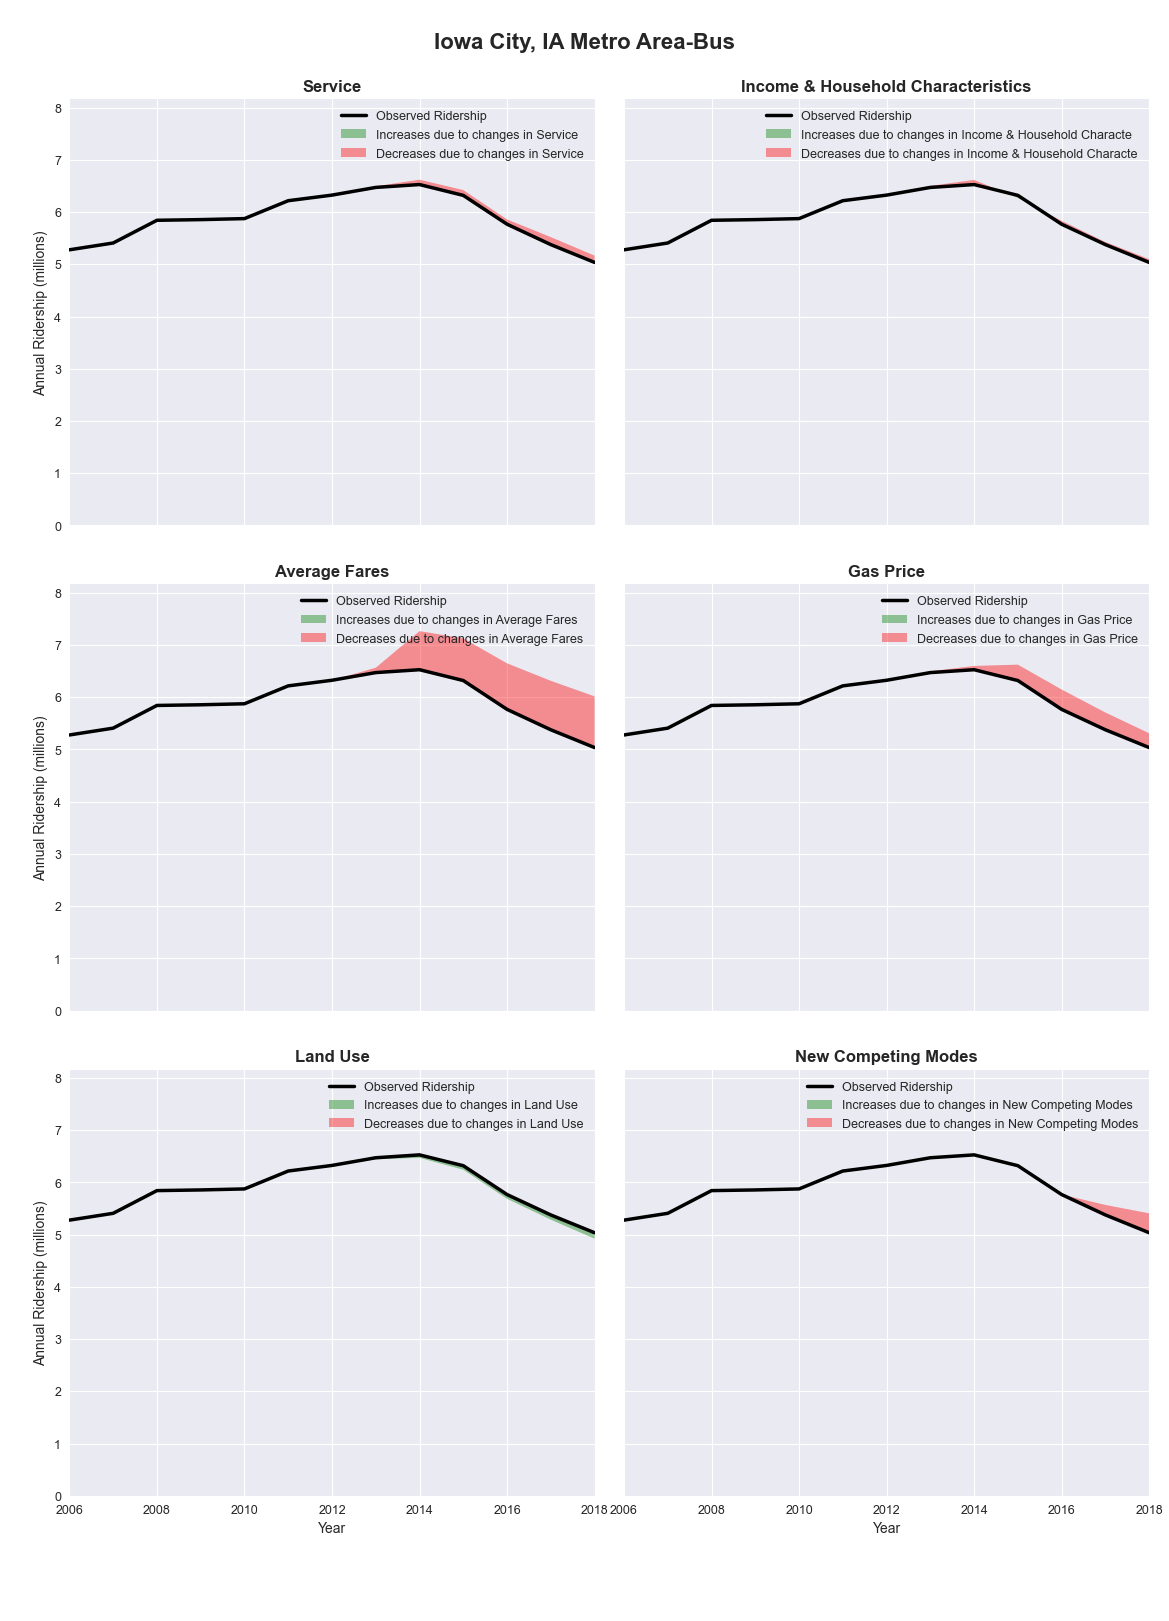 Iowa City, IA Metro Area-Bus
Service
Observed Ridership
Increases due to changes in Service
Decreases due to changes in Service
8
7
6
5
4
3
2
1
0
Annual Ridership (millions)
Income & Household Characteristics
Observed Ridership
Increases due to changes in Income & Household Characte
Decreases due to changes in Income & Household Characte
Average Fares
Observed Ridership
Increases due to changes in Average Fares
Decreases due to changes in Average Fares
8
7
6
5
4
3
2
1
0
Annual Ridership (millions)
Gas Price
Observed Ridership
Increases due to changes in Gas Price
Decreases due to changes in Gas Price
Land Use
Observed Ridership
Increases due to changes in Land Use
Decreases due to changes in Land Use
8
7
6
5
4
3
2
1
0
Annual Ridership (millions)
2006 2008 2010 2012 2014 2016 2018
Year
New Competing Modes
Observed Ridership
Increases due to changes in New Competing Modes
Decreases due to changes in New Competing Modes
2006 2008 2010 2012 2014 2016 2018
Year